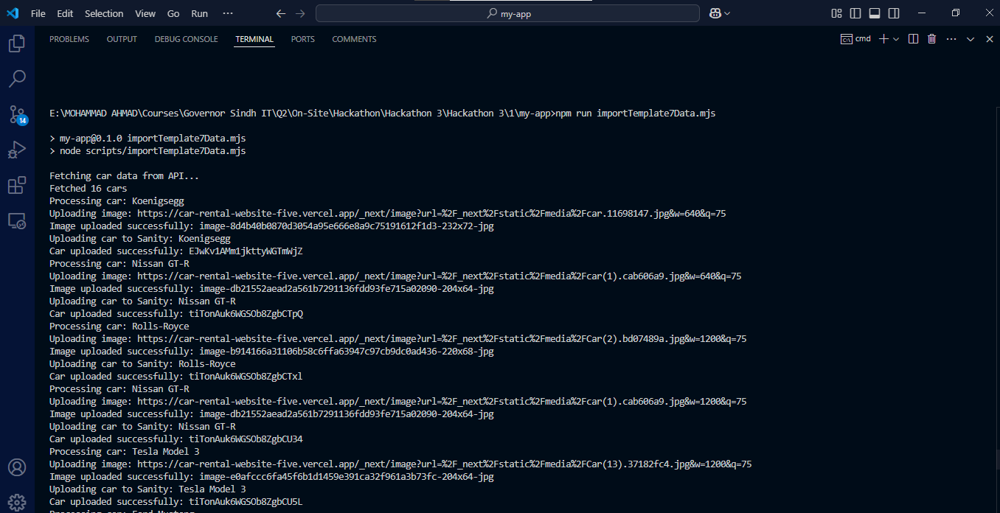 File Edit Selection View Go Run ··· my-app
PROBLEMS OUTPUT DEBUG CONSOLE TERMINAL PORTS COMMENTS cmd
14
E:\MOHAMMAD AHMAD\Courses\Governor Sindh IT\Q2\On-Site\Hackathon\Hackathon 3\Hackathon 3\1\my-app>npm run importTemplate7Data.mjs
> my-app@0.1.0 importTemplate7Data.mjs
> node scripts/importTemplate7Data.mjs
Fetching car data from API...
Fetched 16 cars
Processing car: Koenigsegg
Uploading image: https://car-rental-website-five.vercel.app/_next/image?url=%2F_next%2Fstatic%2Fmedia%2Fcar.11698147.jpg&w=640&q=75
Image uploaded successfully: image-8d4b40b0870d3054a95e666e8a9c75191612f1d3-232x72-jpg
Uploading car to Sanity: Koenigsegg
Car uploaded successfully: EJwKv1AMm1jkttyWGTmWjZ
Processing car: Nissan GT-R
Uploading image: https://car-rental-website-five.vercel.app/_next/image?url=%2F_next%2Fstatic%2Fmedia%2FCar(1).cab606a9.jpg&w=640&q=75
Image uploaded successfully: image-db21552aead2a561b7291136fdd93fe715a02090-204x64-jpg
Uploading car to Sanity: Nissan GT-R
Car uploaded successfully: tiTonAuk6WGSOb8ZgbCTpQ
Processing car: Rolls-Royce
Uploading image: https://car-rental-website-five.vercel.app/_next/image?url=%2F_next%2Fstatic%2Fmedia%2FCar(2).bd07489a.jpg&w=1200&q=75
Image uploaded successfully: image-b914166a31106b58c6ffa63947c97cb9dc0ad436-220x68-jpg
Uploading car to Sanity: Rolls-Royce
Car uploaded successfully: tiTonAuk6WGSOb8ZgbCTxl
Processing car: Nissan GT-R
Uploading image: https://car-rental-website-five.vercel.app/_next/image?url=%2F_next%2Fstatic%2Fmedia%2FCar(1).cab606a9.jpg&w=1200&q=75
Image uploaded successfully: image-db21552aead2a561b7291136fdd93fe715a02090-204x64-jpg
Uploading car to Sanity: Nissan GT-R
Car uploaded successfully: tiTonAuk6WGSOb8ZgbCU34
Processing car: Tesla Model 3
Uploading image: https://car-rental-website-five.vercel.app/_next/image?url=%2F_next%2Fstatic%2Fmedia%2FCar(13).37182fc4.jpg&w=1200&q=75
Image uploaded successfully: image-e0afccc6fa45f6b1d1459e391ca32f961a3b73fc-204x64-jpg
Uploading car to Sanity: Tesla Model 3
Car uploaded successfully: tiTonAuk6WGSOb8ZgbCU5L
Processing car: Ford Mustang